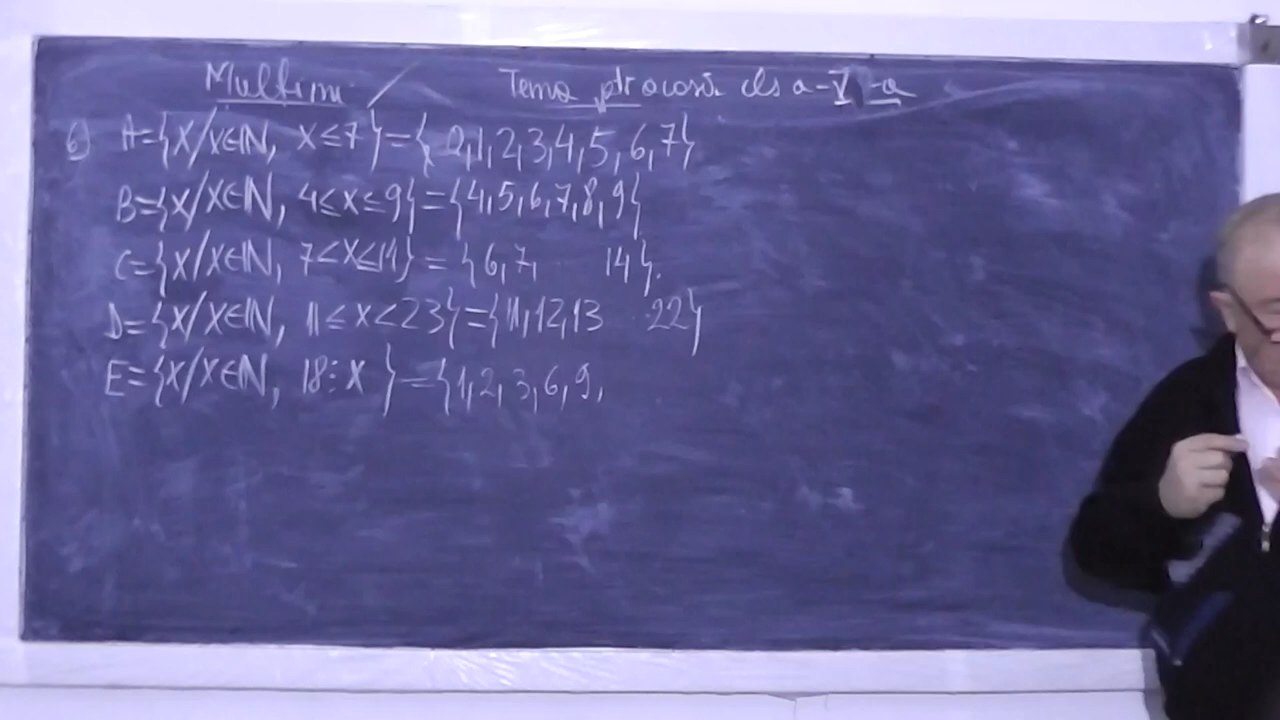 Mulțimi / Temă ptr acasă cls a-V-a
6) A={x/x∈N, x≤7}={0,1,2,3,4,5,6,7}
B={x/x∈N, 4≤x≤9}={4,5,6,7,8,9}
C={x/x∈N, 7<x≤14}={6,7, 14}.
D={x/x∈N, 11≤x<23}={11,12,13 ..22}
E={x/x∈N, 18⋮x}={1,2,3,6,9,